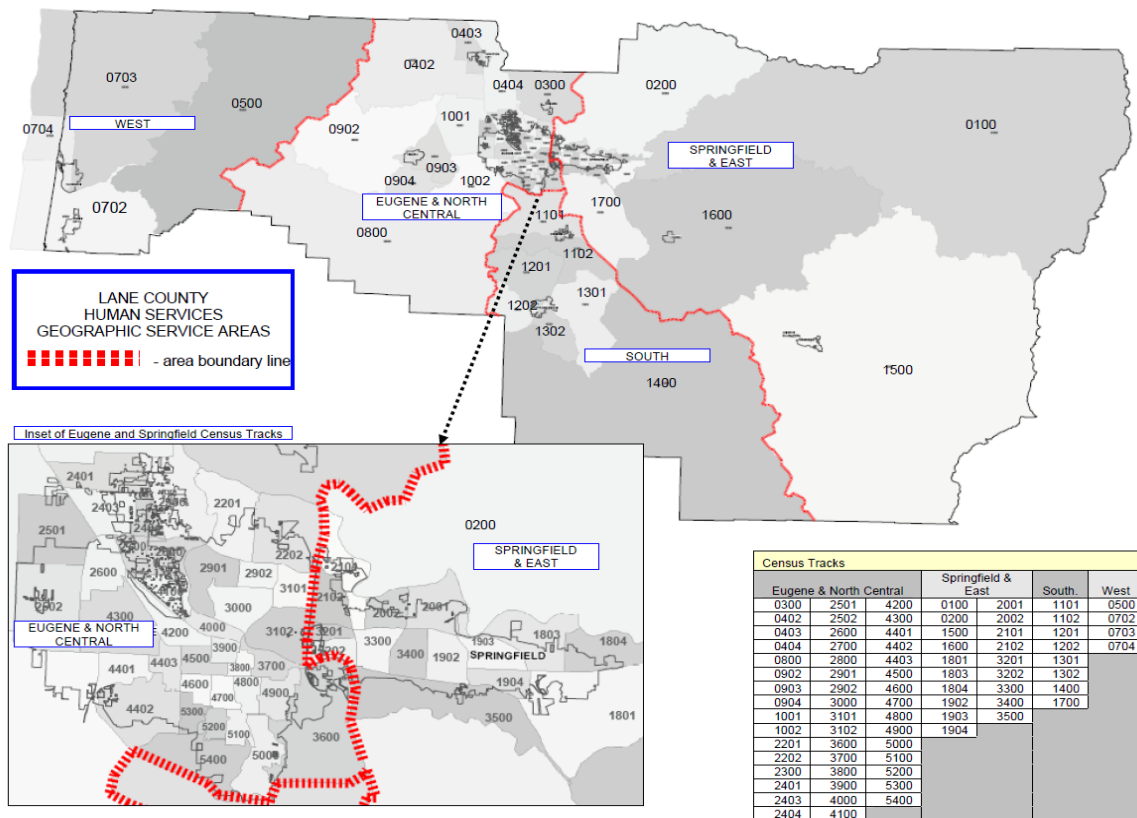 0403
0703
0402
0404
0300
0200
0500
0100
0704
WEST
0902
1001
SPRINGFIELD
& EAST
0903
0904
1002
0702
EUGENE & NORTH
CENTRAL
1700
1101
1600
0800
1102
1201
1301
1202
1302
LANE COUNTY
HUMAN SERVICES
GEOGRAPHIC SERVICE AREAS
- area boundary line
SOUTH
1400
1500
Inset of Eugene and Springfield Census Tracks
2401
2403
2201
2501
0200
SPRINGFIELD
& EAST
2202
2600
2901
2902
2101
3101
2102
3000
2002
2001
4300
EUGENE & NORTH
CENTRAL
4200
4000
3102
3201
3300
1903
1803
1804
3900
3400
1902
SPRINGFIELD
4401
4403
4500
3800
3700
1904
4600
4800
4700
4900
4402
5300
3500
1801
5200
5100
3600
5400
5000
Census Tracks
Eugene & North Central Springfield & East South. West
0300 2501 4200 0100 2001 1101 0500
0402 2502 4300 0200 2002 1102 0702
0403 2600 4401 1500 2101 1201 0703
0404 2700 4402 1600 2102 1202 0704
0800 2800 4403 1801 3201 1301
0902 2901 4500 1803 3202 1302
0903 2902 4600 1804 3300 1400
0904 3000 4700 1902 3400 1700
1001 3101 4800 1903 3500
1002 3102 4900 1904
2201 3600 5000
2202 3700 5100
2300 3800 5200
2401 3900 5300
2403 4000 5400
2404 4100